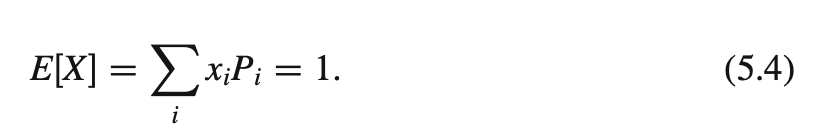 E[X] = ∑_i x_i P_i = 1. (5.4)